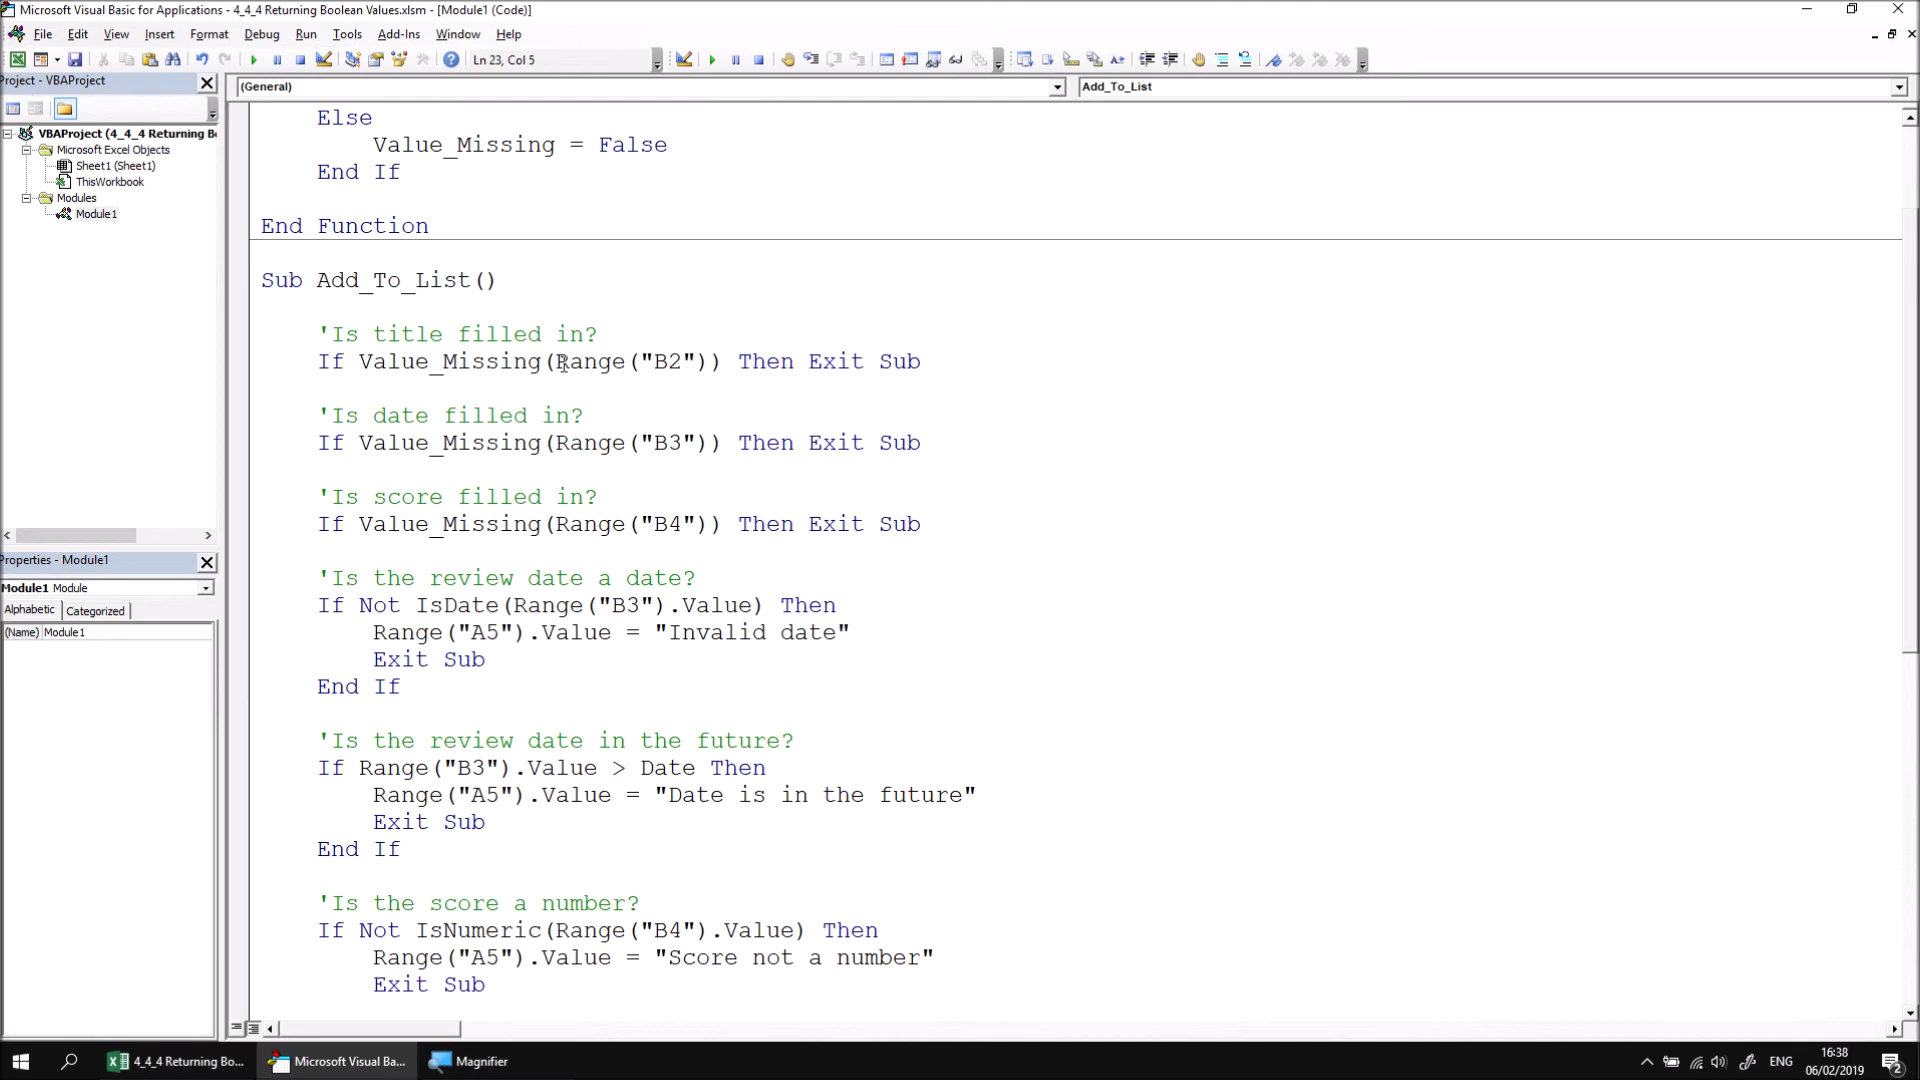 Microsoft Visual Basic for Applications - 4_4_4 Returning Boolean Values.xlsm - [Module1 (Code)]
File Edit View Insert Format Debug Run Tools Add-Ins Window Help
Ln 23, Col 5
Project - VBAProject
(General)
Add_To_List
VBAProject (4_4_4 Returning Bo
Microsoft Excel Objects
Sheet1 (Sheet1)
ThisWorkbook
Modules
Module1
Properties - Module1
Module1 Module
Alphabetic Categorized
(Name) Module1
Else
Value_Missing = False
End If
End Function
Sub Add_To_List()
'Is title filled in?
If Value_Missing(Range("B2")) Then Exit Sub
'Is date filled in?
If Value_Missing(Range("B3")) Then Exit Sub
'Is score filled in?
If Value_Missing(Range("B4")) Then Exit Sub
'Is the review date a date?
If Not IsDate(Range("B3").Value) Then
Range("A5").Value = "Invalid date"
Exit Sub
End If
'Is the review date in the future?
If Range("B3").Value > Date Then
Range("A5").Value = "Date is in the future"
Exit Sub
End If
'Is the score a number?
If Not IsNumeric(Range("B4").Value) Then
Range("A5").Value = "Score not a number"
Exit Sub
4_4_4 Returning Bo...
Microsoft Visual Ba...
Magnifier
ENG
16:38
06/02/2019
2